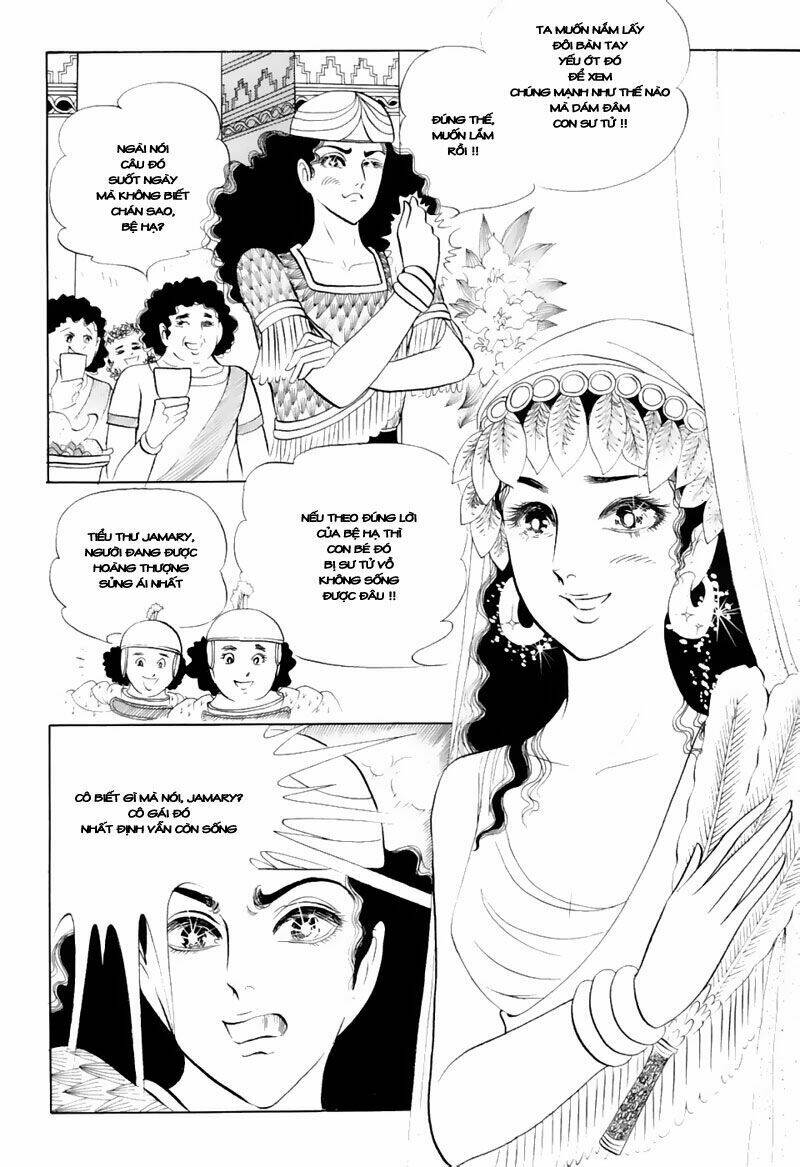 TA MUỐN NẮM LẤY
ĐÔI BÀN TAY
YẾU ỚT ĐÓ
ĐỂ XEM
CHÚNG MẠNH NHƯ THẾ NÀO
MÀ DÁM ĐÂM
CON SƯ TỬ !!
ĐÚNG THẾ,
MUỐN LẮM
RỒI !!
NGÀI NÓI
CÂU ĐÓ
SUỐT NGÀY
MÀ KHÔNG BIẾT
CHÁN SAO,
BỆ HẠ?
TIỂU THƯ JAMARY,
NGƯỜI ĐANG ĐƯỢC
HOÀNG THƯỢNG
SỦNG ÁI NHẤT
NẾU THEO ĐÚNG LỜI
CỦA BỆ HẠ THÌ
CON BÉ ĐÓ
BỊ SƯ TỬ VỒ
KHÔNG SỐNG
ĐƯỢC ĐÂU !!
CÔ BIẾT GÌ MÀ NÓI, JAMARY?
CÔ GÁI ĐÓ
NHẤT ĐỊNH VẪN CÒN SỐNG